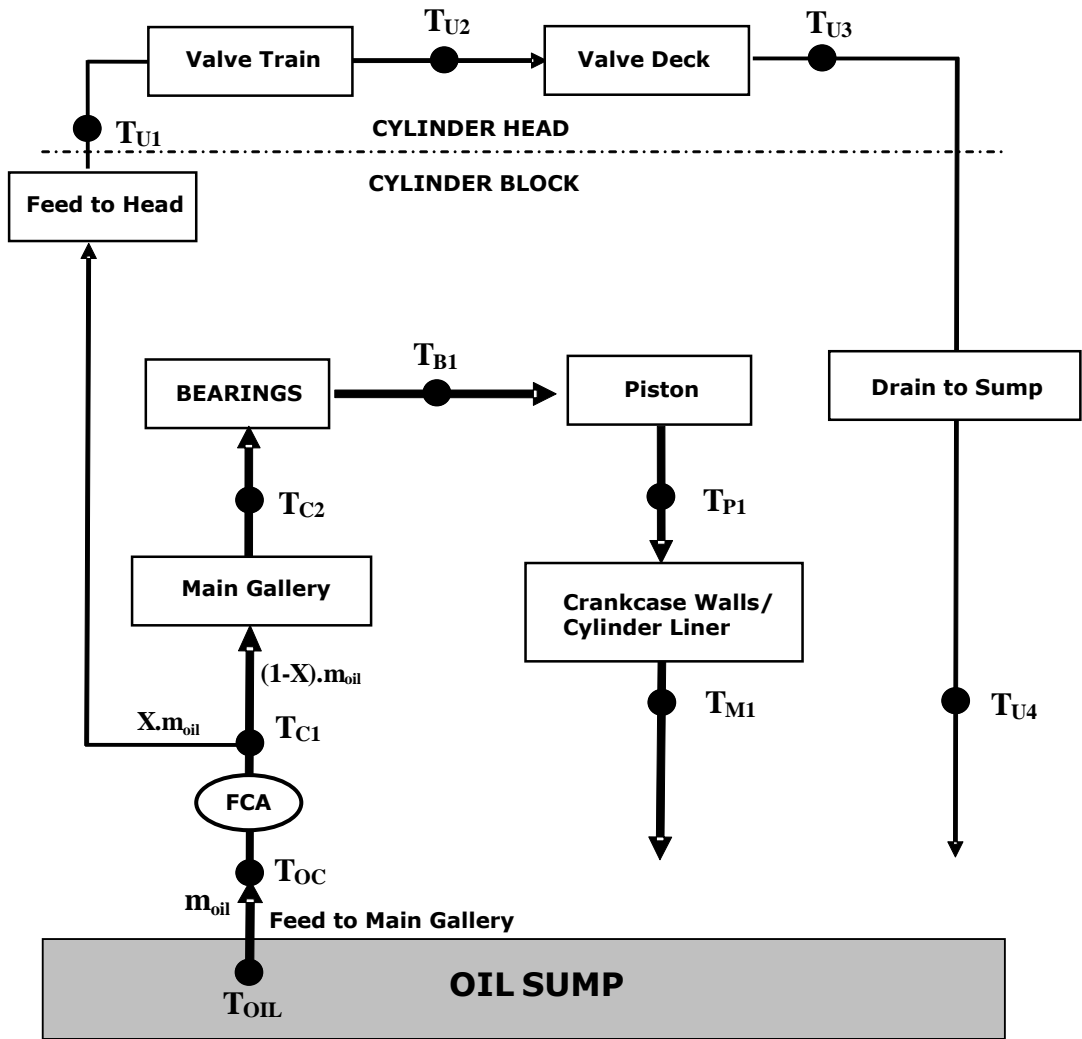 T_U2
T_U3
Valve Train
Valve Deck
T_U1
CYLINDER HEAD
CYLINDER BLOCK
Feed to Head
T_B1
BEARINGS
Piston
Drain to Sump
T_C2
T_P1
Main Gallery
Crankcase Walls/
Cylinder Liner
(1-X).m_oil
X.m_oil
T_C1
T_M1
T_U4
FCA
T_OC
m_oil
Feed to Main Gallery
OIL SUMP
T_OIL